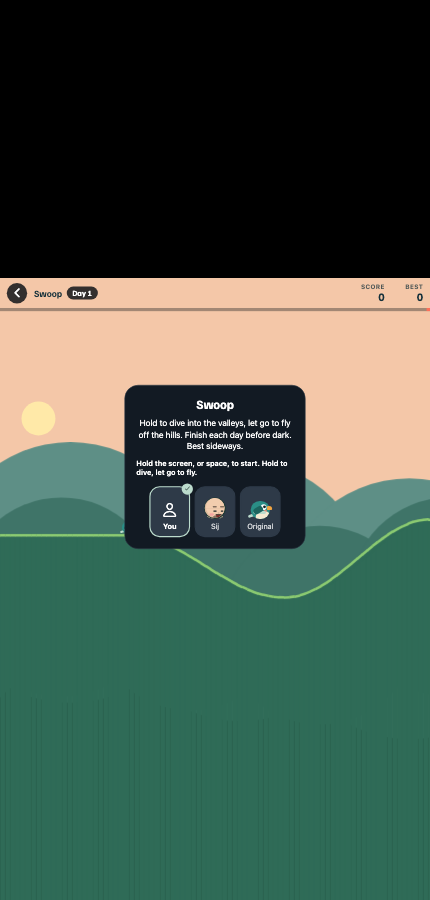 Swoop Day 1 SCORE 0 BEST 0
Swoop
Hold to dive into the valleys, let go to fly
off the hills. Finish each day before dark.
Best sideways.
Hold the screen, or space, to start. Hold to
dive, let go to fly.
You Sij Original